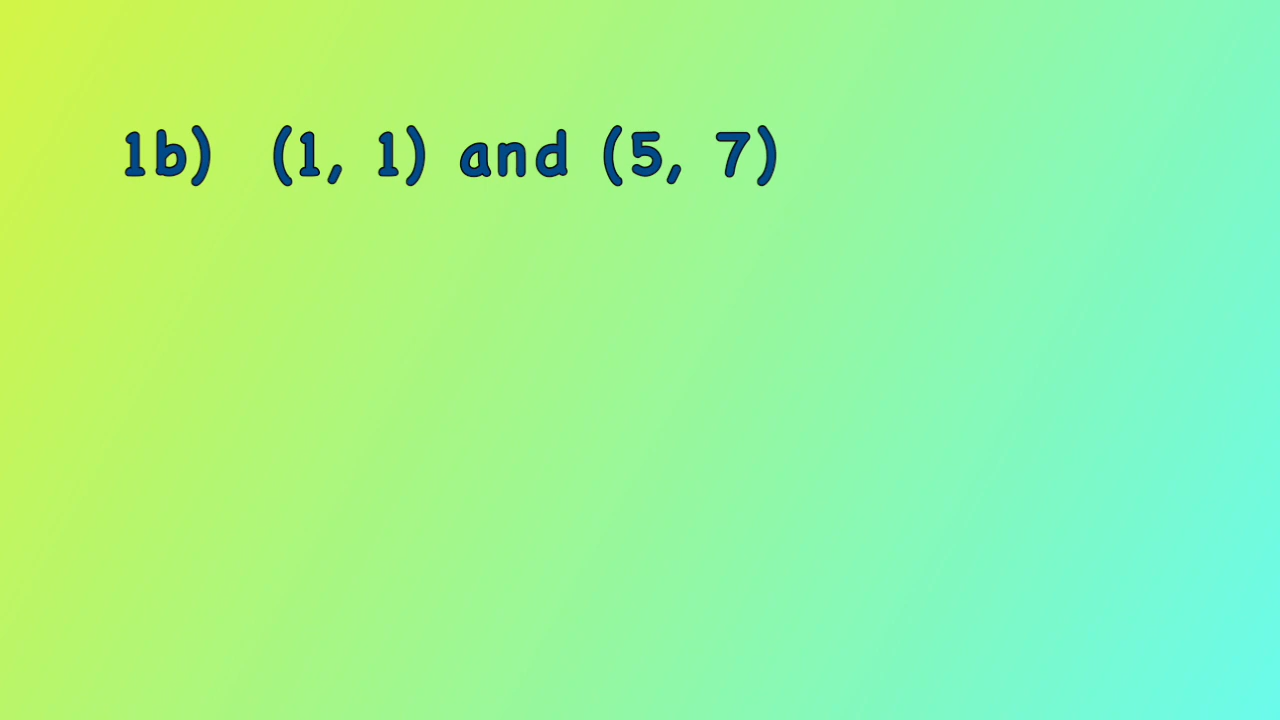 1b) (1, 1) and (5, 7)